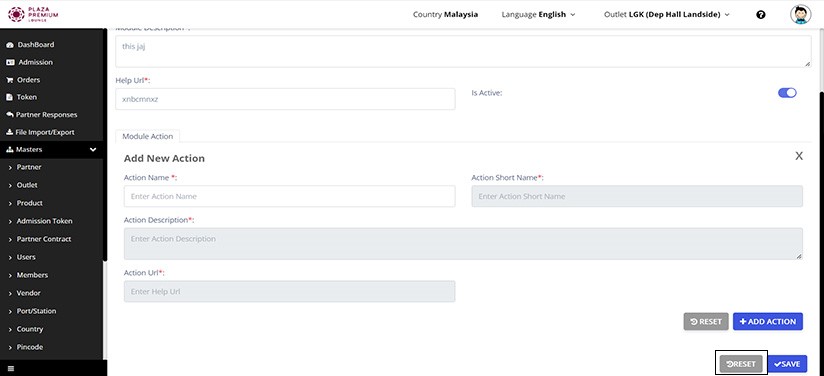 PLAZA
PREMIUM
LOUNGE
Country Malaysia
Language English
Outlet LGK (Dep Hall Landside)
?
DashBoard
Admission
Orders
Token
Partner Responses
File Import/Export
Masters
Partner
Outlet
Product
Admission Token
Partner Contract
Users
Members
Vendor
Port/Station
Country
Pincode
Module Description*:
this jaj
Help Url*:
xnbcmnxz
Is Active:
Module Action
Add New Action
X
Action Name *:
Enter Action Name
Action Short Name*:
Enter Action Short Name
Action Description*:
Enter Action Description
Action Url*:
Enter Help Url
RESET
+ ADD ACTION
RESET
SAVE